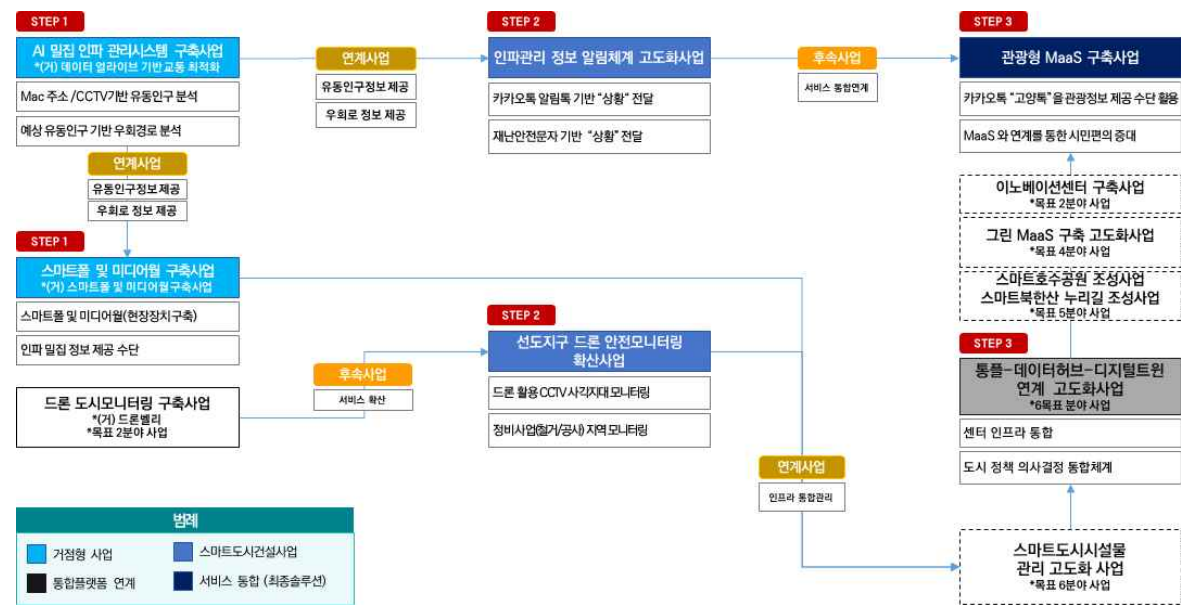 STEP 1
AI 밀집 인파 관리시스템 구축사업
*(거) 데이터 얼라이브 기반 교통 최적화
Mac 주소 /CCTV기반 유동인구 분석
예상 유동인구 기반 우회경로 분석
연계사업
유동인구정보 제공
우회로 정보 제공
STEP 2
인파관리 정보 알림체계 고도화사업
카카오톡 알림톡 기반 “상황” 전달
재난안전문자 기반 “상황” 전달
후속사업
서비스 통합연계
STEP 3
관광형 MaaS 구축사업
카카오톡 “고양톡”을 관광정보 제공 수단 활용
MaaS 와 연계를 통한 시민편의 증대
연계사업
유동인구정보 제공
우회로 정보 제공
이노베이션센터 구축사업
*목표 2분야 사업
그린 MaaS 구축 고도화사업
*목표 4분야 사업
스마트호수공원 조성사업
스마트북한산 누리길 조성사업
*목표 5분야 사업
STEP 1
스마트폴 및 미디어월 구축사업
*(거) 스마트폴 및 미디어월 구축사업
스마트폴 및 미디어월(현장장치구축)
인파 밀집 정보 제공 수단
드론 도시모니터링 구축사업
*(거) 드론벨리
*목표 2분야 사업
후속사업
서비스 확산
STEP 2
선도지구 드론 안전모니터링
확산사업
드론 활용 CCTV 사각지대 모니터링
정비사업(철거/공사) 지역 모니터링
연계사업
인프라 통합관리
STEP 3
통플-데이터허브-디지털트윈
연계 고도화사업
*6목표 분야 사업
센터 인프라 통합
도시 정책 의사결정 통합체계
스마트도시시설물
관리 고도화 사업
*목표 6분야 사업
범례
거점형 사업
스마트도시건설사업
통합플랫폼 연계
서비스 통합 (최종솔루션)